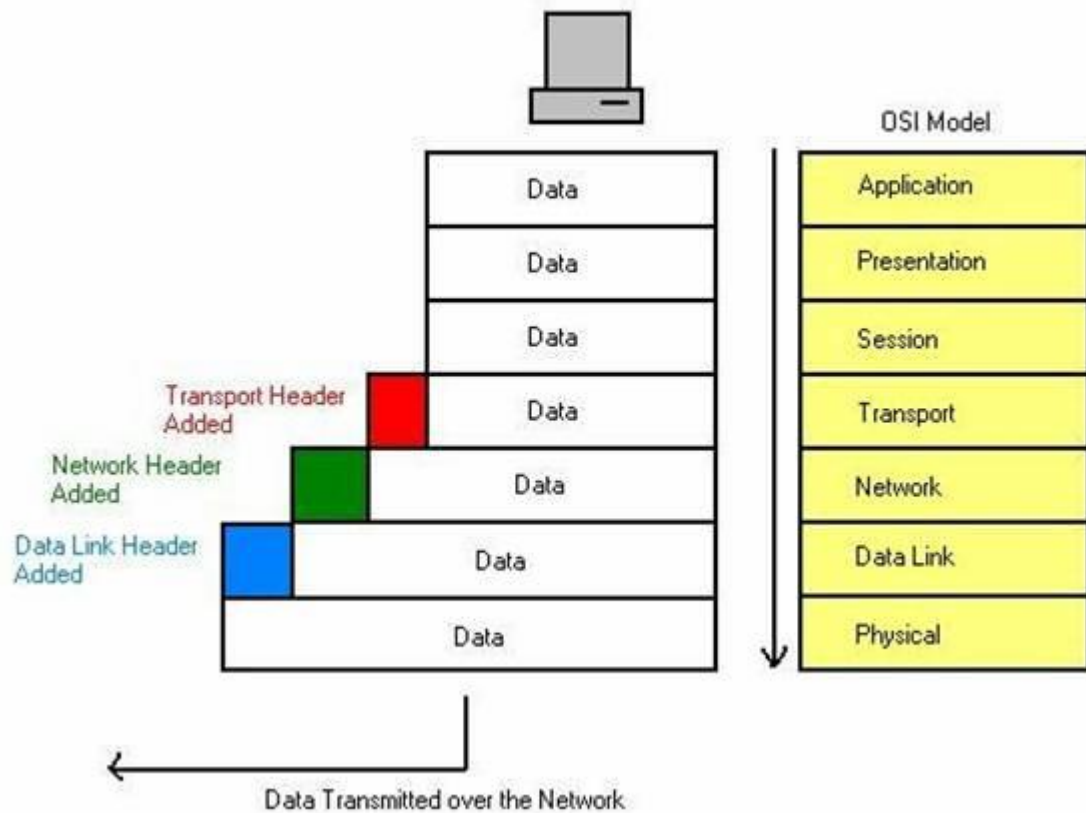 OSI Model
Data
Application
Data
Presentation
Data
Session
Transport Header
Added
Data
Transport
Network Header
Added
Data
Network
Data Link Header
Added
Data
Data Link
Data
Physical
Data Transmitted over the Network